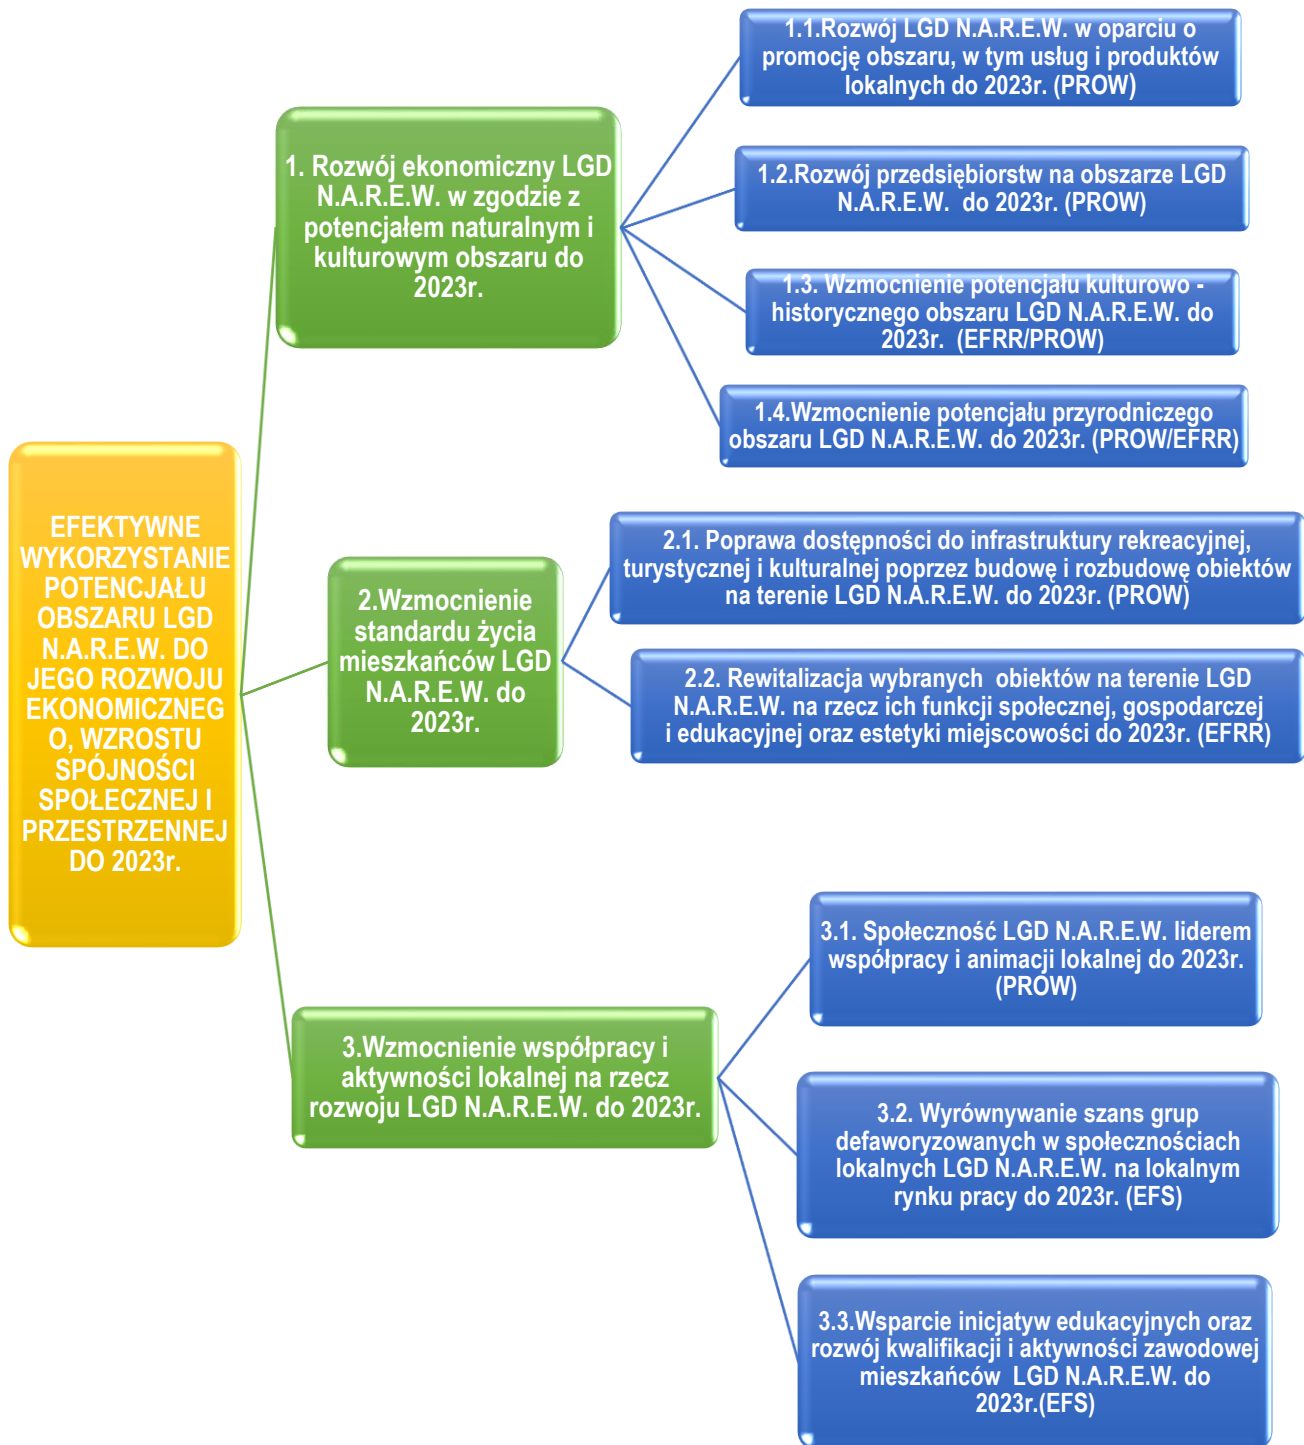 EFEKTYWNE
WYKORZYSTANIE
POTENCJAŁU
OBSZARU LGD
N.A.R.E.W. DO
JEGO ROZWOJU
EKONOMICZNEG
O, WZROSTU
SPÓJNOŚCI
SPOŁECZNEJ I
PRZESTRZENNEJ
DO 2023r.
1. Rozwój ekonomiczny LGD
N.A.R.E.W. w zgodzie z
potencjałem naturalnym i
kulturowym obszaru do
2023r.
1.1.Rozwój LGD N.A.R.E.W. w oparciu o
promocję obszaru, w tym usług i produktów
lokalnych do 2023r. (PROW)
1.2.Rozwój przedsiębiorstw na obszarze LGD
N.A.R.E.W. do 2023r. (PROW)
1.3. Wzmocnienie potencjału kulturowo -
historycznego obszaru LGD N.A.R.E.W. do
2023r. (EFRR/PROW)
1.4.Wzmocnienie potencjału przyrodniczego
obszaru LGD N.A.R.E.W. do 2023r. (PROW/EFRR)
2.Wzmocnienie
standardu życia
mieszkańców LGD
N.A.R.E.W. do
2023r.
2.1. Poprawa dostępności do infrastruktury rekreacyjnej,
turystycznej i kulturalnej poprzez budowę i rozbudowę obiektów
na terenie LGD N.A.R.E.W. do 2023r. (PROW)
2.2. Rewitalizacja wybranych obiektów na terenie LGD
N.A.R.E.W. na rzecz ich funkcji społecznej, gospodarczej
i edukacyjnej oraz estetyki miejscowości do 2023r. (EFRR)
3.Wzmocnienie współpracy i
aktywności lokalnej na rzecz
rozwoju LGD N.A.R.E.W. do 2023r.
3.1. Społeczność LGD N.A.R.E.W. liderem
współpracy i animacji lokalnej do 2023r.
(PROW)
3.2. Wyrównywanie szans grup
defaworyzowanych w społecznościach
lokalnych LGD N.A.R.E.W. na lokalnym
rynku pracy do 2023r. (EFS)
3.3.Wsparcie inicjatyw edukacyjnych oraz
rozwój kwalifikacji i aktywności zawodowej
mieszkańców LGD N.A.R.E.W. do
2023r.(EFS)